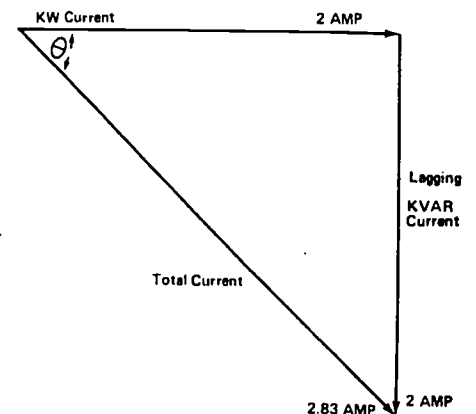 KW Current
2 AMP
θ
Lagging
KVAR
Current
Total Current
2 AMP
2.83 AMP